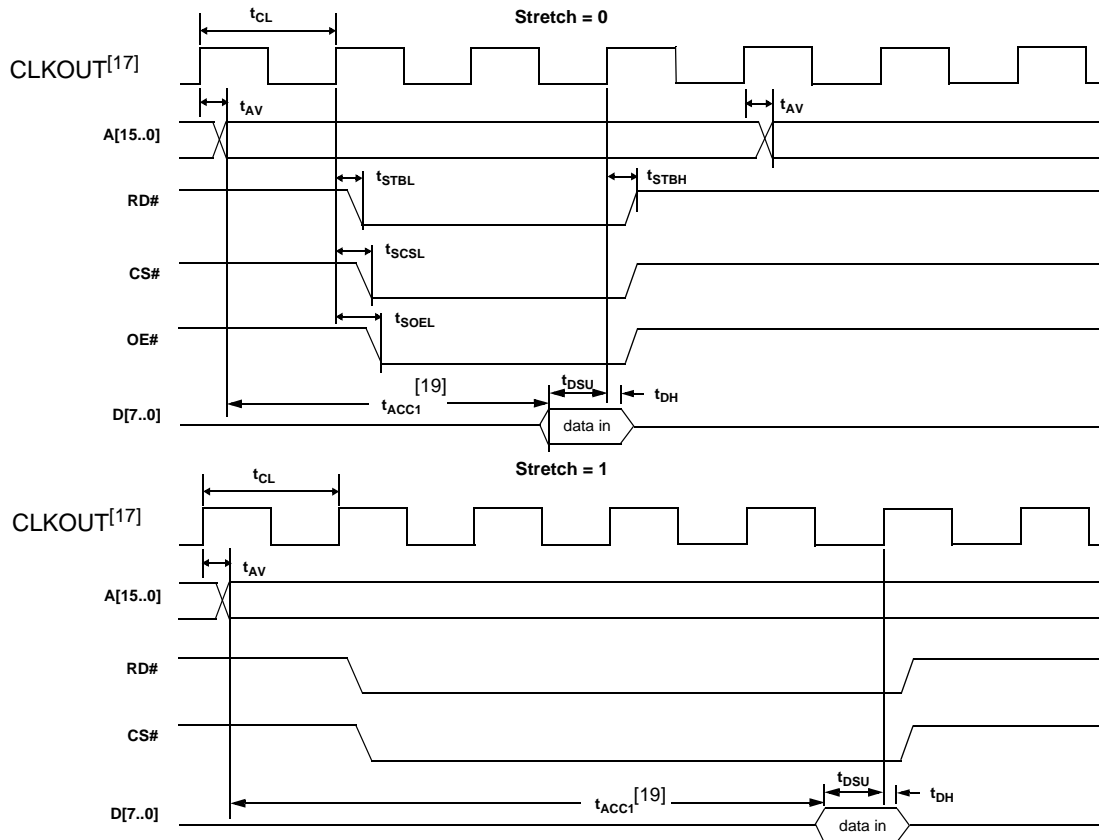 Stretch = 0
tCL
CLKOUT[17]
tAV
tAV
A[15..0]
tSTBL
tSTBH
RD#
tSCSL
CS#
tSOEL
OE#
[19]
tACC1
tDSU
tDH
D[7..0]
data in
Stretch = 1
tCL
CLKOUT[17]
tAV
A[15..0]
RD#
CS#
tACC1[19]
tDSU
tDH
D[7..0]
data in